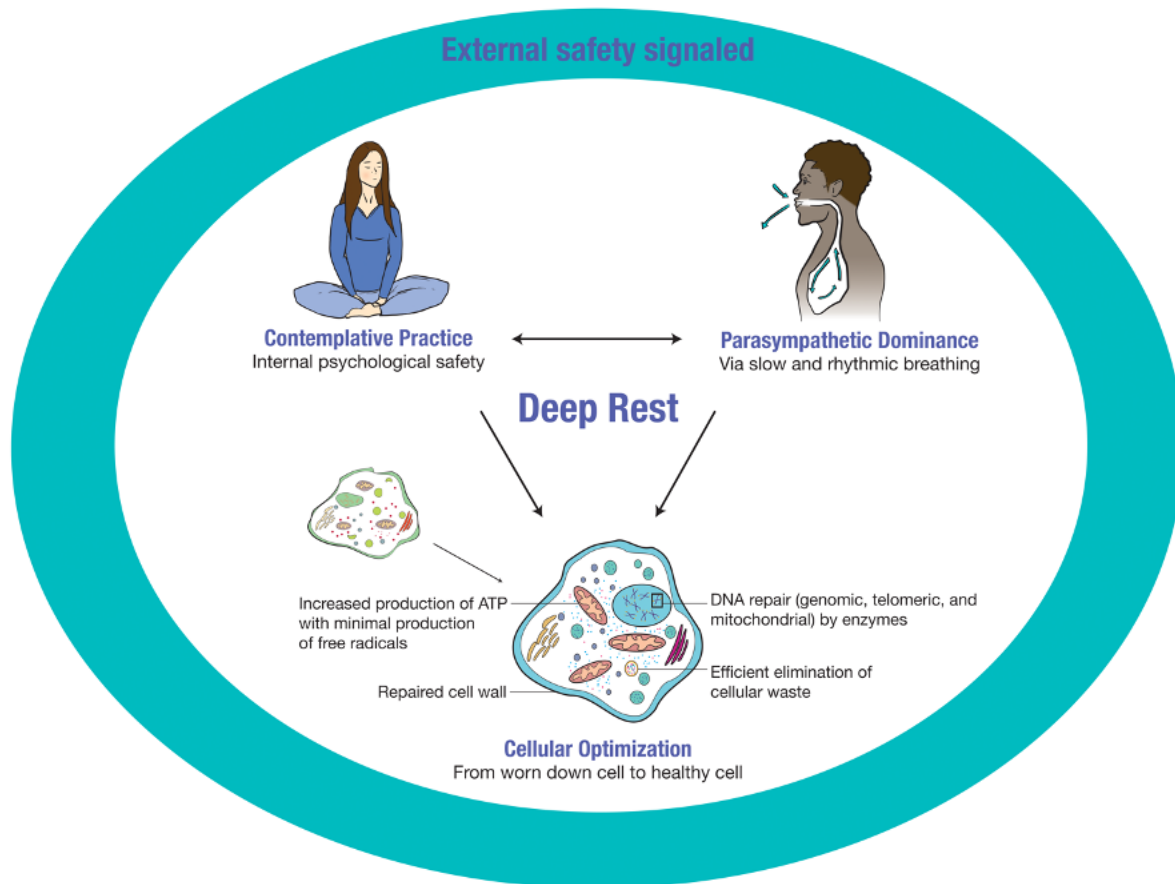 External safety signaled
Contemplative Practice
Internal psychological safety
Parasympathetic Dominance
Via slow and rhythmic breathing
Deep Rest
Increased production of ATP
with minimal production
of free radicals
Repaired cell wall
DNA repair (genomic, telomeric, and
mitochondrial) by enzymes
Efficient elimination of
cellular waste
Cellular Optimization
From worn down cell to healthy cell